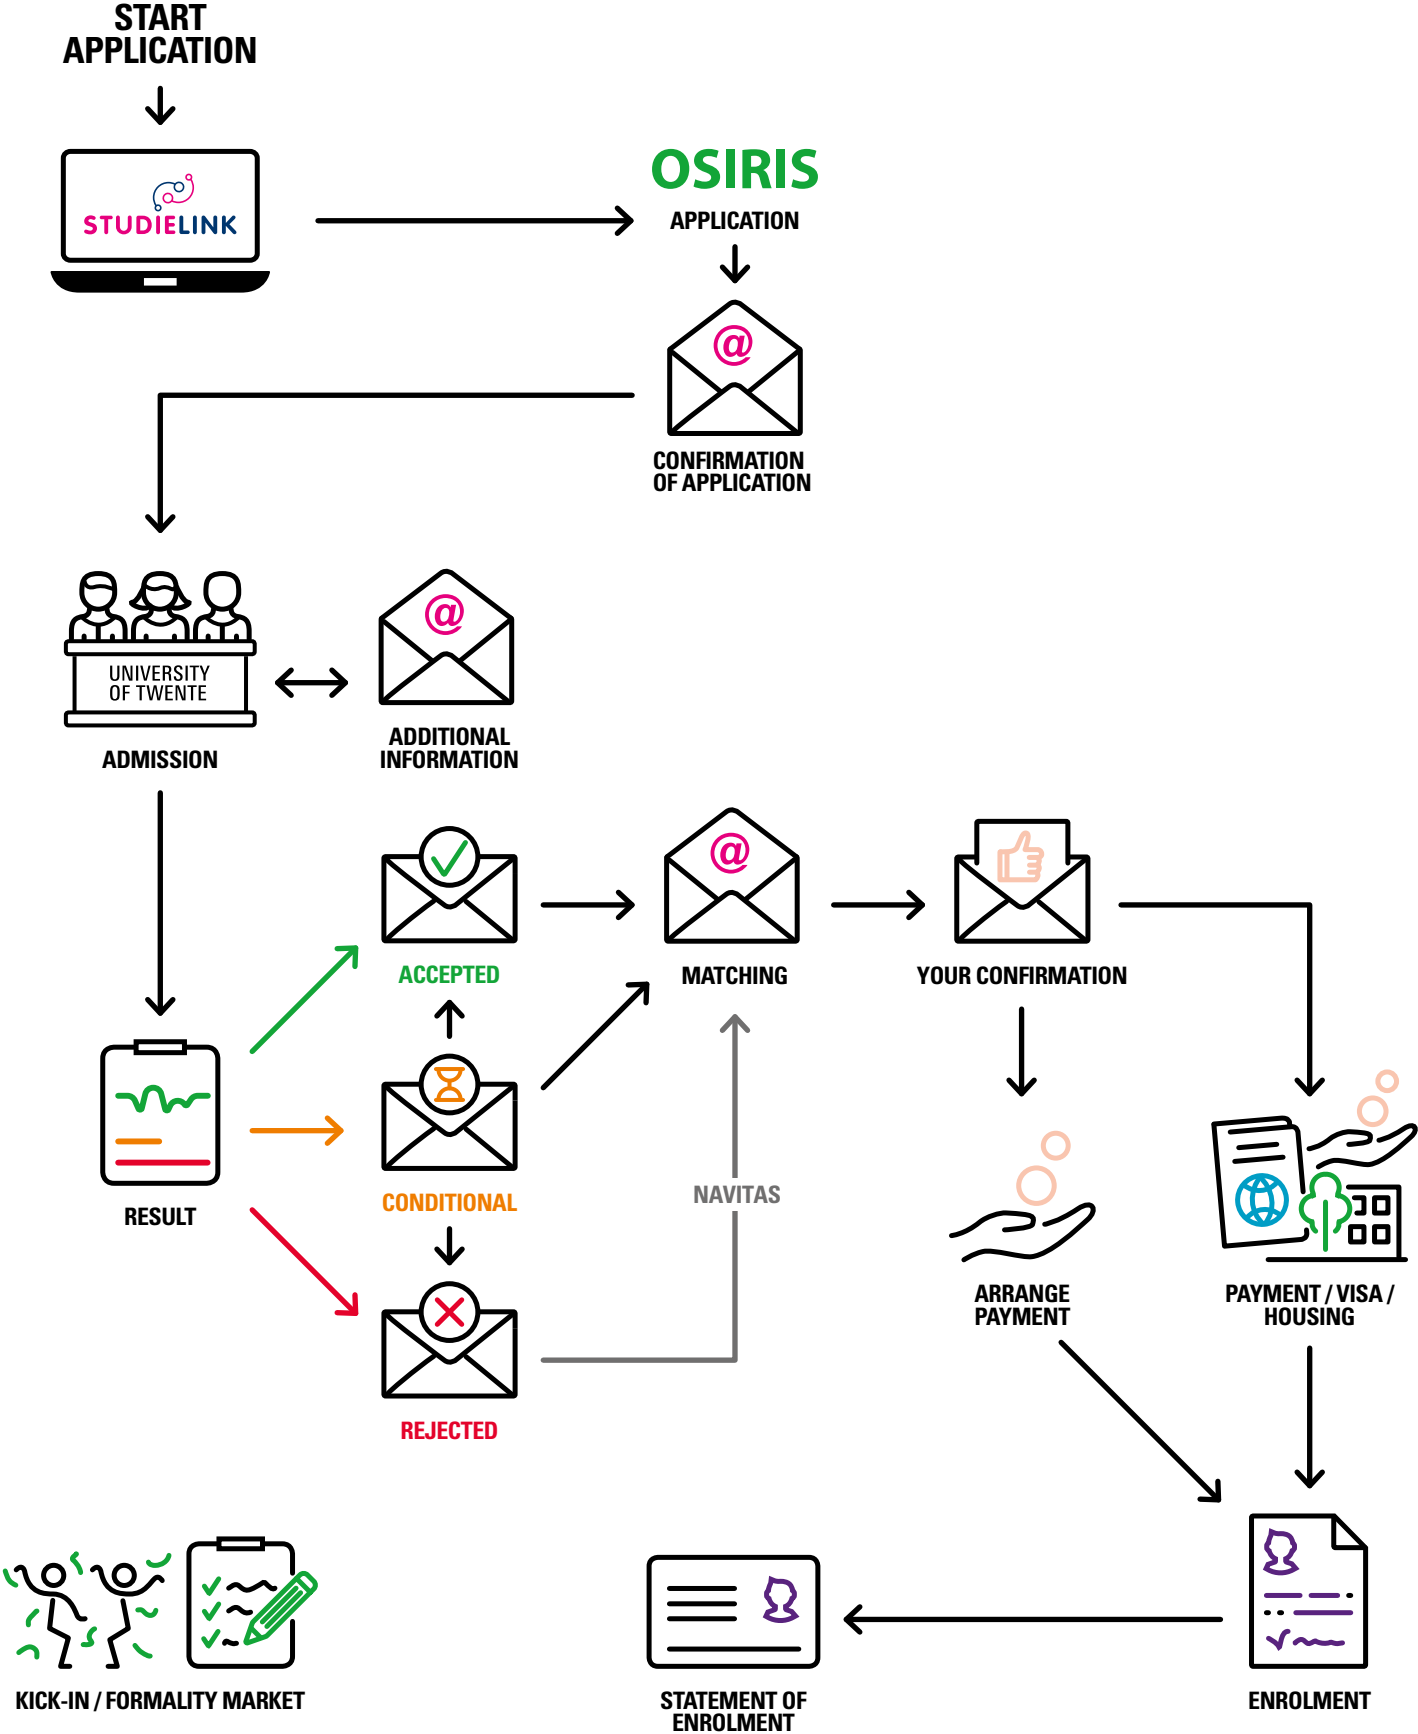 START
APPLICATION
STUDIELINK
OSIRIS
APPLICATION
@
CONFIRMATION
OF APPLICATION
UNIVERSITY
OF TWENTE
ADMISSION
@
ADDITIONAL
INFORMATION
ACCEPTED
@
MATCHING
YOUR CONFIRMATION
RESULT
CONDITIONAL
NAVITAS
REJECTED
ARRANGE
PAYMENT
PAYMENT / VISA /
HOUSING
KICK-IN / FORMALITY MARKET
STATEMENT OF
ENROLMENT
ENROLMENT